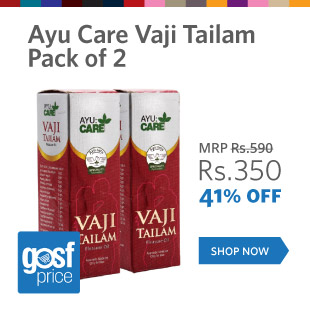 Ayu Care Vaji Tailam
Pack of 2
MRP Rs.590
Rs.350
41% OFF
SHOP NOW
gosf
price
AYU:
CARE
VAJI
TAILAM
AYU:
CARE
VAJI
TAILAM